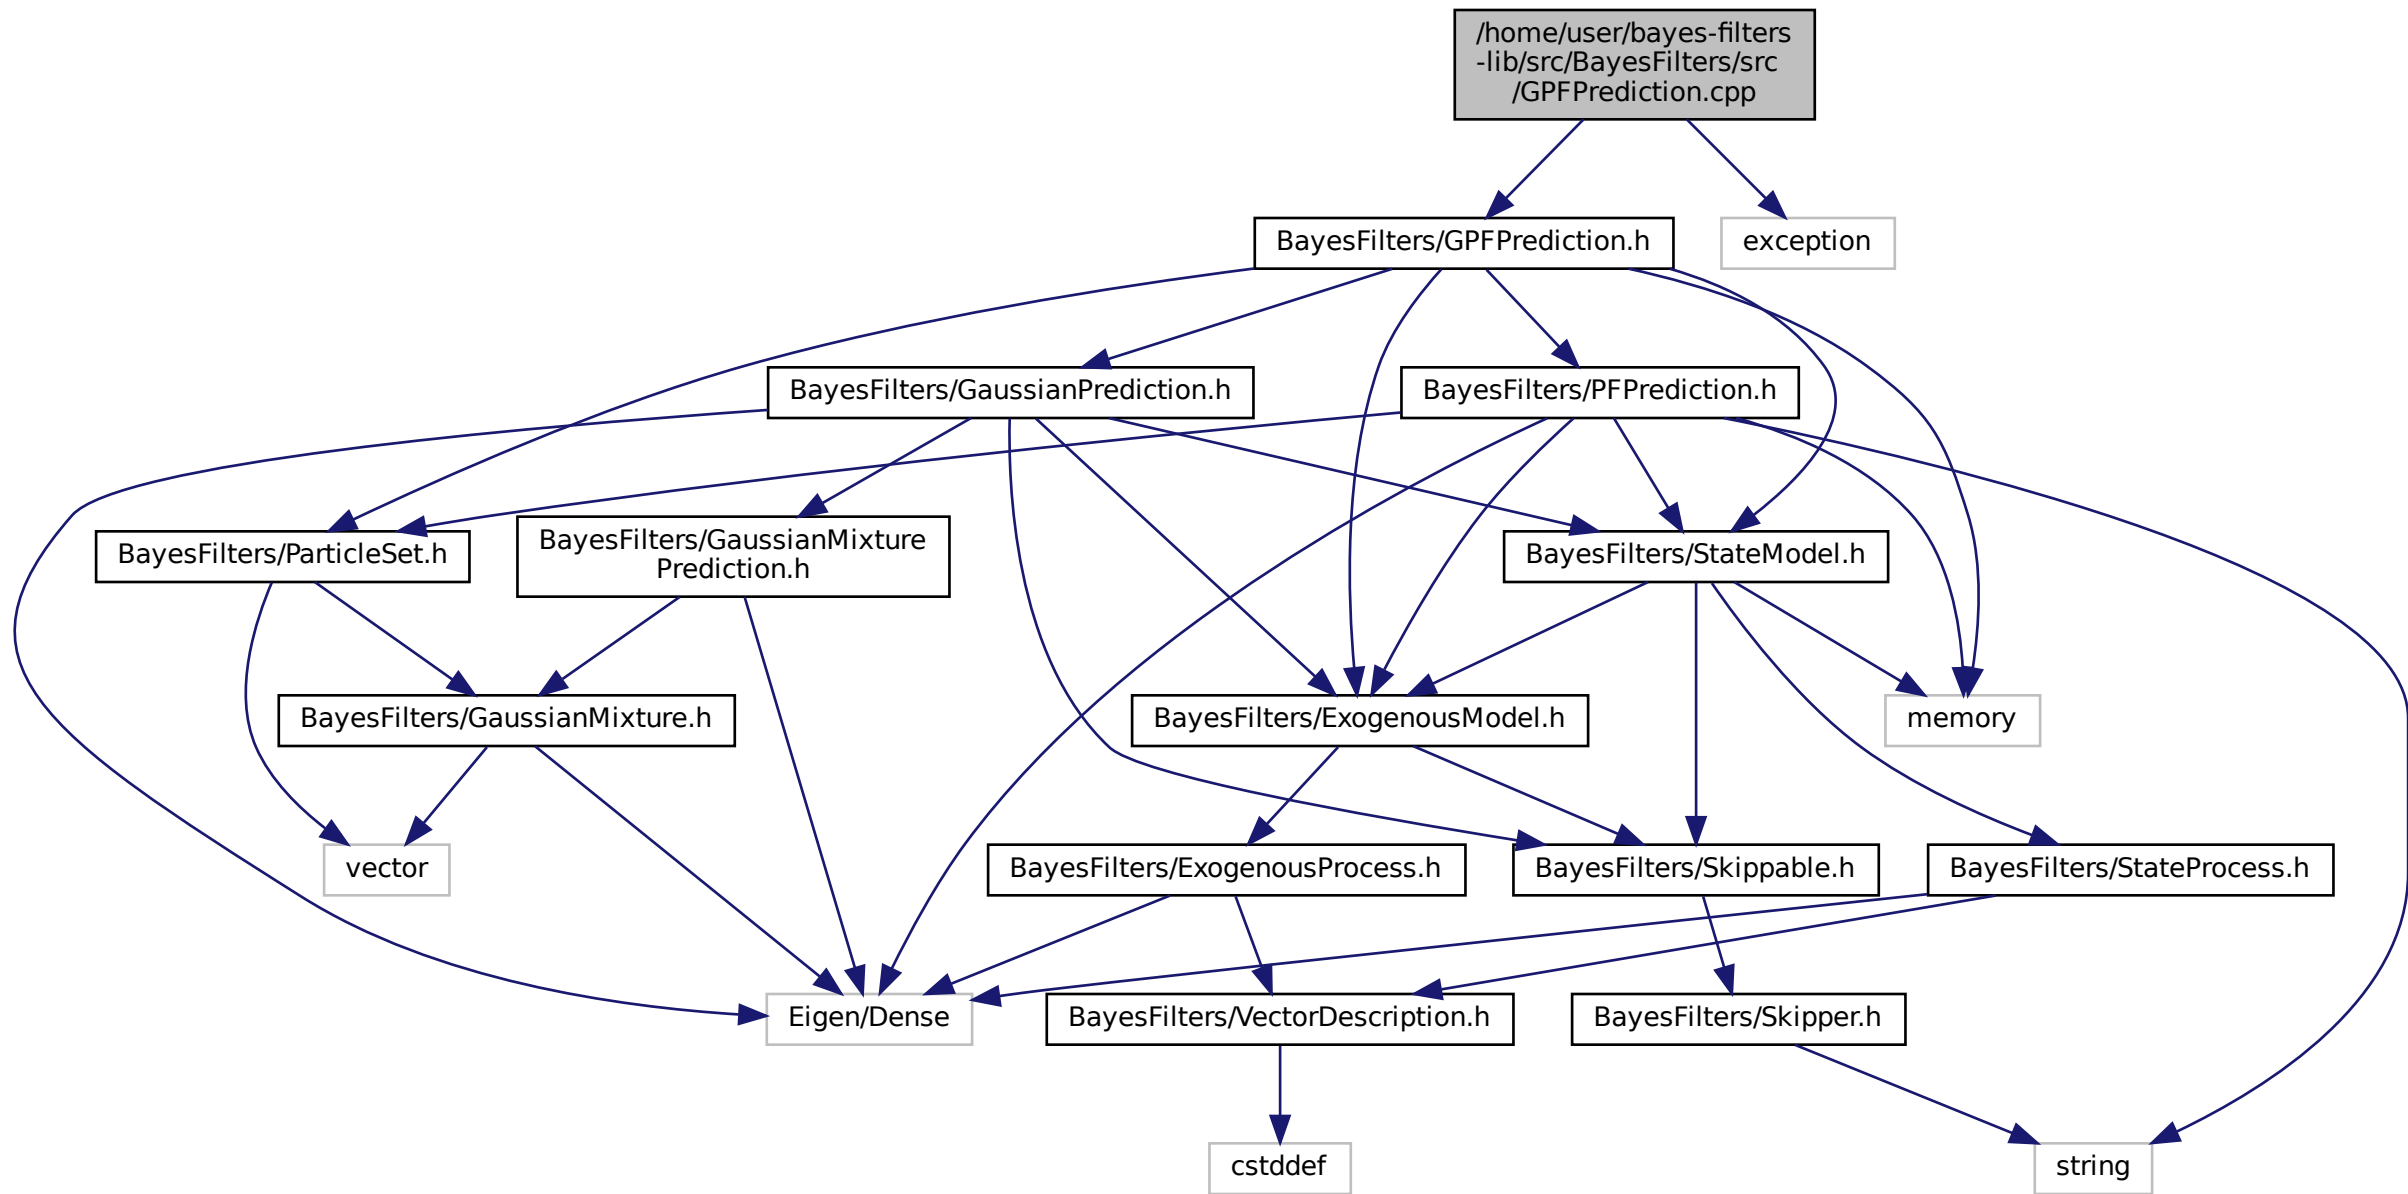 /home/user/bayes-filters
-lib/src/BayesFilters/src
/GPFPrediction.cpp
BayesFilters/GPFPrediction.h
exception
BayesFilters/GaussianPrediction.h
BayesFilters/PFPrediction.h
BayesFilters/ParticleSet.h
BayesFilters/GaussianMixture
Prediction.h
BayesFilters/StateModel.h
BayesFilters/GaussianMixture.h
BayesFilters/ExogenousModel.h
memory
vector
BayesFilters/ExogenousProcess.h
BayesFilters/Skippable.h
BayesFilters/StateProcess.h
Eigen/Dense
BayesFilters/VectorDescription.h
BayesFilters/Skipper.h
cstddef
string